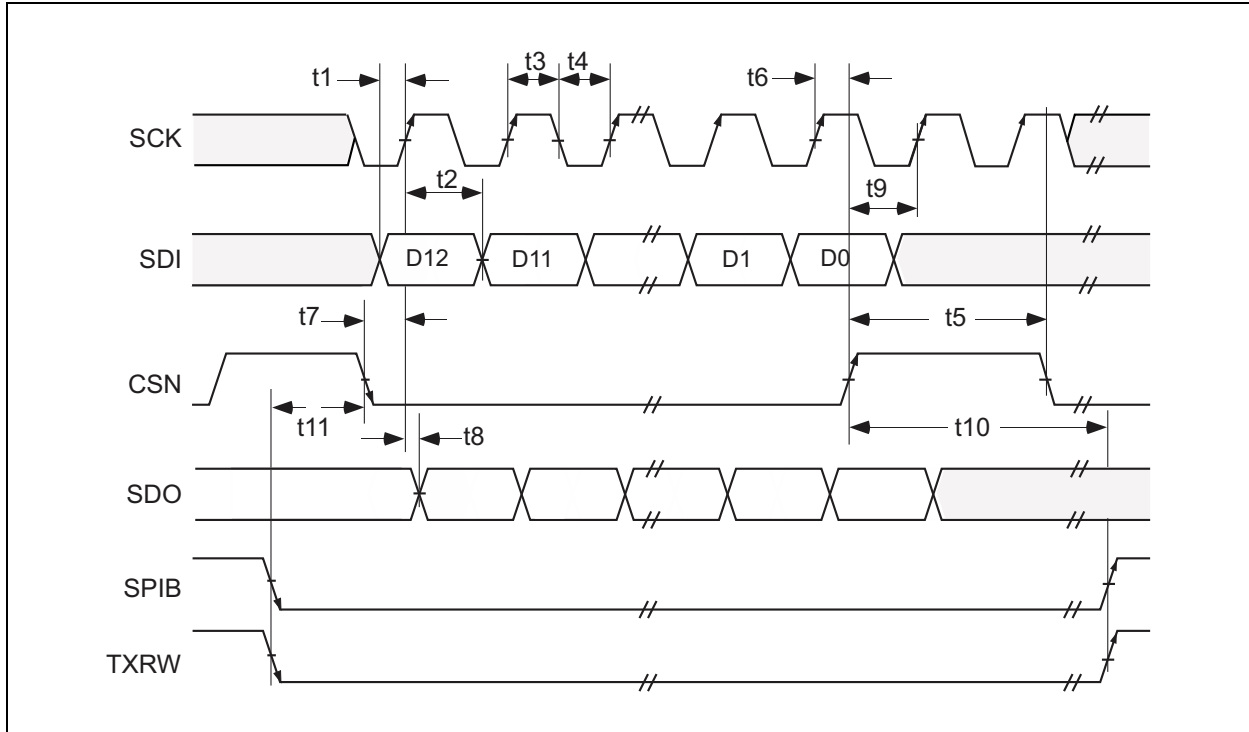 t3 t4
t1 t6
SCK
t2 t9
SDI D12 D11 D1 D0
t7 t5
CSN
t11 t8 t10
SDO
SPIB
TXRW